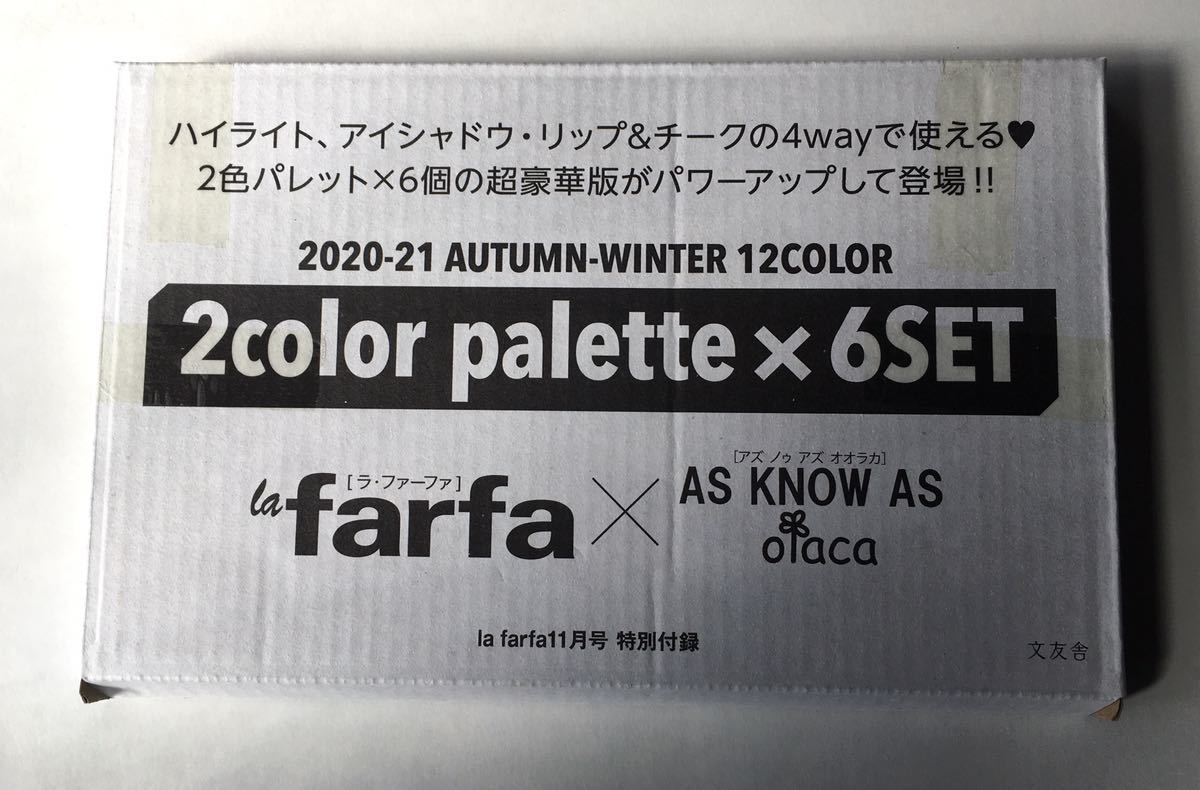 ハイライト、アイシャドウ・リップ&チークの4wayで使える♥
2色パレット×6個の超豪華版がパワーアップして登場!!
2020-21 AUTUMN-WINTER 12COLOR
2color palette × 6SET
[ラ・ファーファ]
la farfa
×
[アズ ノゥ アズ オオラカ]
AS KNOW AS
olaca
la farfa11月号 特別付録
文友舎